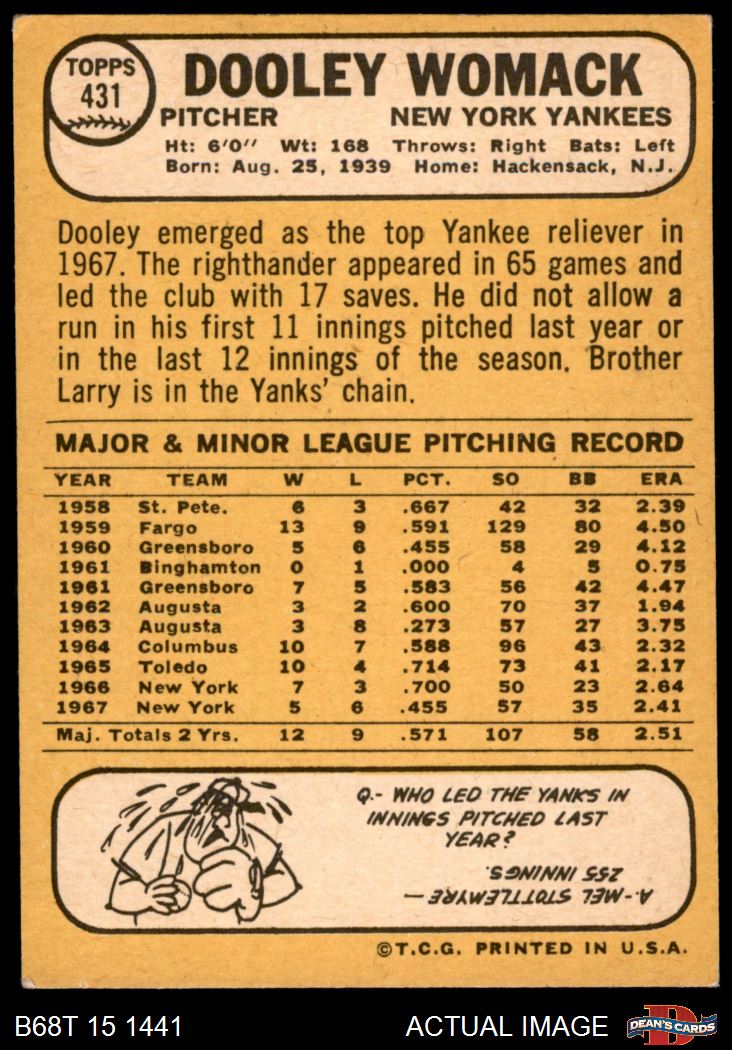 TOPPS
431
DOOLEY WOMACK
PITCHER NEW YORK YANKEES
Ht: 6'0" Wt: 168 Throws: Right Bats: Left
Born: Aug. 25, 1939 Home: Hackensack, N.J.
Dooley emerged as the top Yankee reliever in
1967. The righthander appeared in 65 games and
led the club with 17 saves. He did not allow a
run in his first 11 innings pitched last year or
in the last 12 innings of the season. Brother
Larry is in the Yanks' chain.
MAJOR & MINOR LEAGUE PITCHING RECORD
YEAR TEAM W L PCT. SO BB ERA
1958 St. Pete. 6 3 .667 42 32 2.39
1959 Fargo 13 9 .591 129 80 4.50
1960 Greensboro 5 6 .455 58 29 4.12
1961 Binghamton 0 1 .000 4 5 0.75
1961 Greensboro 7 5 .583 56 42 4.47
1962 Augusta 3 2 .600 70 37 1.94
1963 Augusta 3 8 .273 57 27 3.75
1964 Columbus 10 7 .588 96 43 2.32
1965 Toledo 10 4 .714 73 41 2.17
1966 New York 7 3 .700 50 23 2.64
1967 New York 5 6 .455 57 35 2.41
Maj. Totals 2 Yrs. 12 9 .571 107 58 2.51
Q.- WHO LED THE YANKS IN
INNINGS PITCHED LAST
YEAR?
A.-MEL STOTTLEMYRE —
255 INNINGS.
©T.C.G. PRINTED IN U.S.A.
B68T 15 1441 ACTUAL IMAGE
D
DEAN'S CARDS